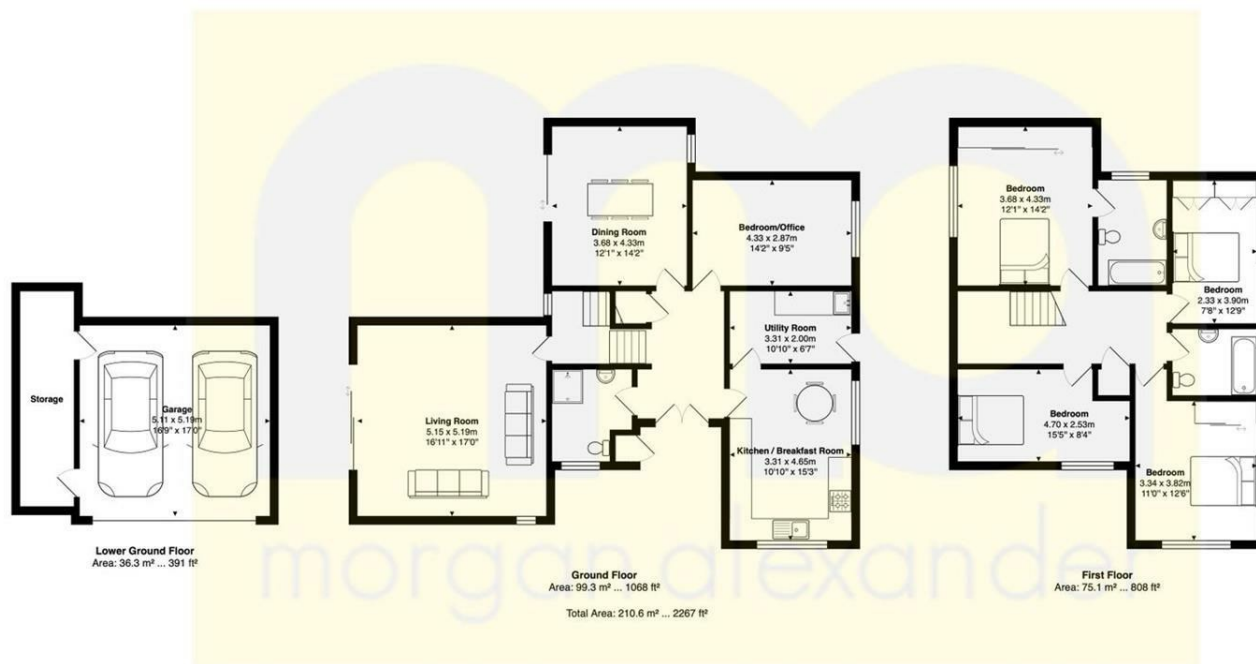 Storage
Garage
5.11 x 5.19m
16'9" x 17'0"
Lower Ground Floor
Area: 36.3 m² ... 391 ft²
Dining Room
3.68 x 4.33m
12'1" x 14'2"
Bedroom/Office
4.33 x 2.87m
14'2" x 9'5"
Utility Room
3.31 x 2.00m
10'10" x 6'7"
Living Room
5.15 x 5.19m
16'11" x 17'0"
Kitchen / Breakfast Room
3.31 x 4.65m
10'10" x 15'3"
Ground Floor
Area: 99.3 m² ... 1068 ft²
Total Area: 210.6 m² ... 2267 ft²
Bedroom
3.68 x 4.33m
12'1" x 14'2"
Bedroom
2.33 x 3.90m
7'8" x 12'9"
Bedroom
4.70 x 2.53m
15'5" x 8'4"
Bedroom
3.34 x 3.82m
11'0" x 12'6"
First Floor
Area: 75.1 m² ... 808 ft²
ma
morgan alexander